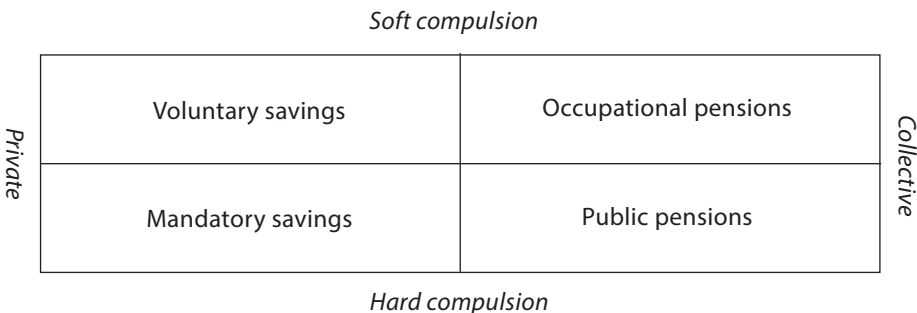 Soft compulsion
Private
Voluntary savings
Occupational pensions
Collective
Mandatory savings
Public pensions
Hard compulsion